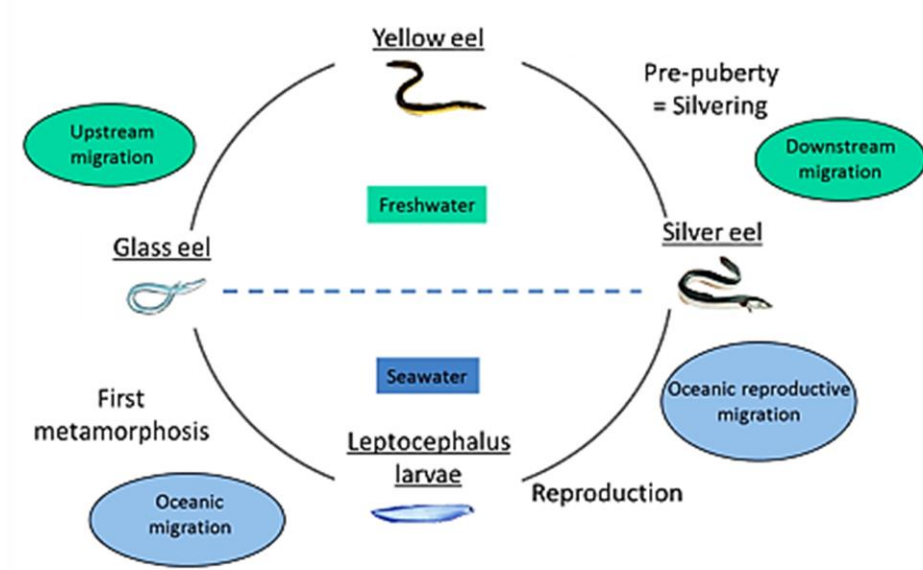 Yellow eel
Pre-puberty
= Silvering
Upstream
migration
Downstream
migration
Freshwater
Glass eel
Silver eel
Seawater
Oceanic reproductive
migration
First
metamorphosis
Leptocephalus
larvae
Reproduction
Oceanic
migration